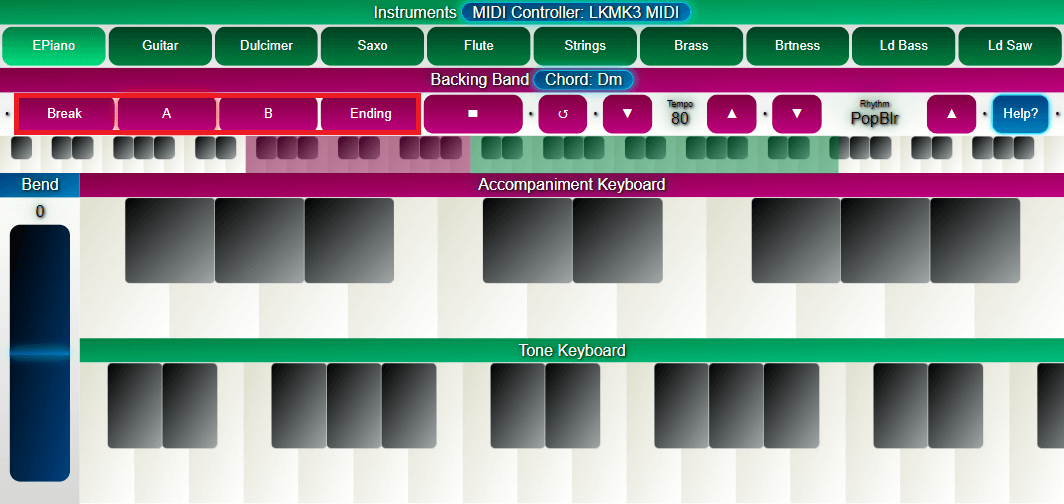 Instruments MIDI Controller: LKMK3 MIDI
EPiano Guitar Dulcimer Saxo Flute Strings Brass Brtness Ld Bass Ld Saw
Backing Band Chord: Dm
Break A B Ending ■ ↺ ▼ Tempo 80 ▲ ▼ Rhythm PopBlr ▲ Help?
Bend
Accompaniment Keyboard
0
Tone Keyboard